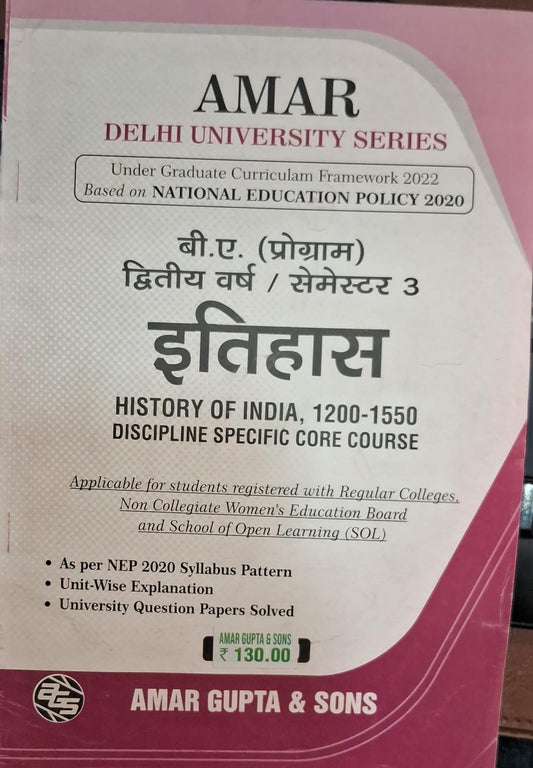 AMAR
DELHI UNIVERSITY SERIES
Under Graduate Curriculam Framework 2022
Based on NATIONAL EDUCATION POLICY 2020
बी.ए. (प्रोग्राम)
द्वितीय वर्ष / सेमेस्टर 3
इतिहास
HISTORY OF INDIA, 1200-1550
DISCIPLINE SPECIFIC CORE COURSE
Applicable for students registered with Regular Colleges,
Non Collegiate Women's Education Board
and School of Open Learning (SOL)
• As per NEP 2020 Syllabus Pattern
• Unit-Wise Explanation
• University Question Papers Solved
AMAR GUPTA & SONS
₹ 130.00
ags
AMAR GUPTA & SONS